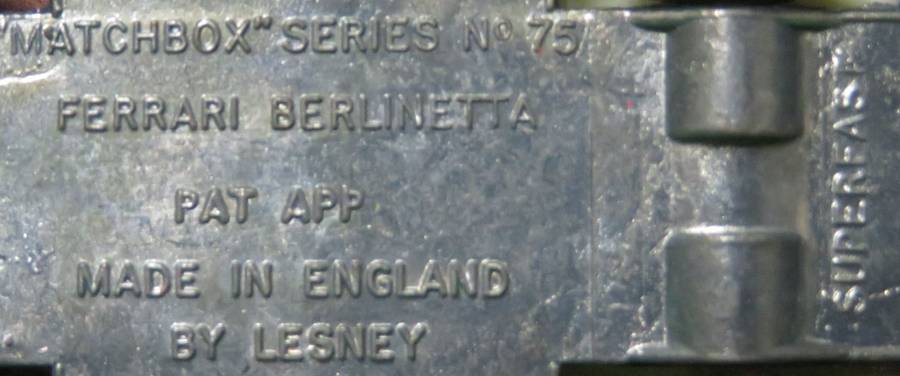 "MATCHBOX" SERIES No 75
FERRARI BERLINETTA
PAT APP
MADE IN ENGLAND
BY LESNEY
SUPERFAST